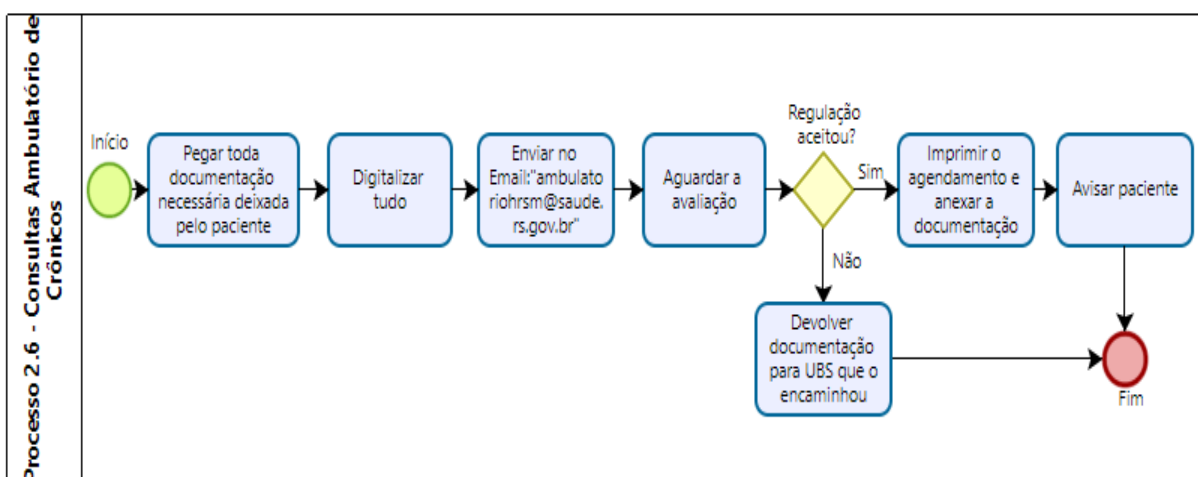 Processo 2.6 - Consultas Ambulatório de
Crônicos
Início
Pegar toda
documentação
necessária deixada
pelo paciente
Digitalizar
tudo
Enviar no
Email:"ambulato
riohrsm@saude.
rs.gov.br"
Aguardar a
avaliação
Regulação
aceitou?
Sim
Imprimir o
agendamento e
anexar a
documentação
Avisar paciente
Não
Devolver
documentação
para UBS que o
encaminhou
Fim